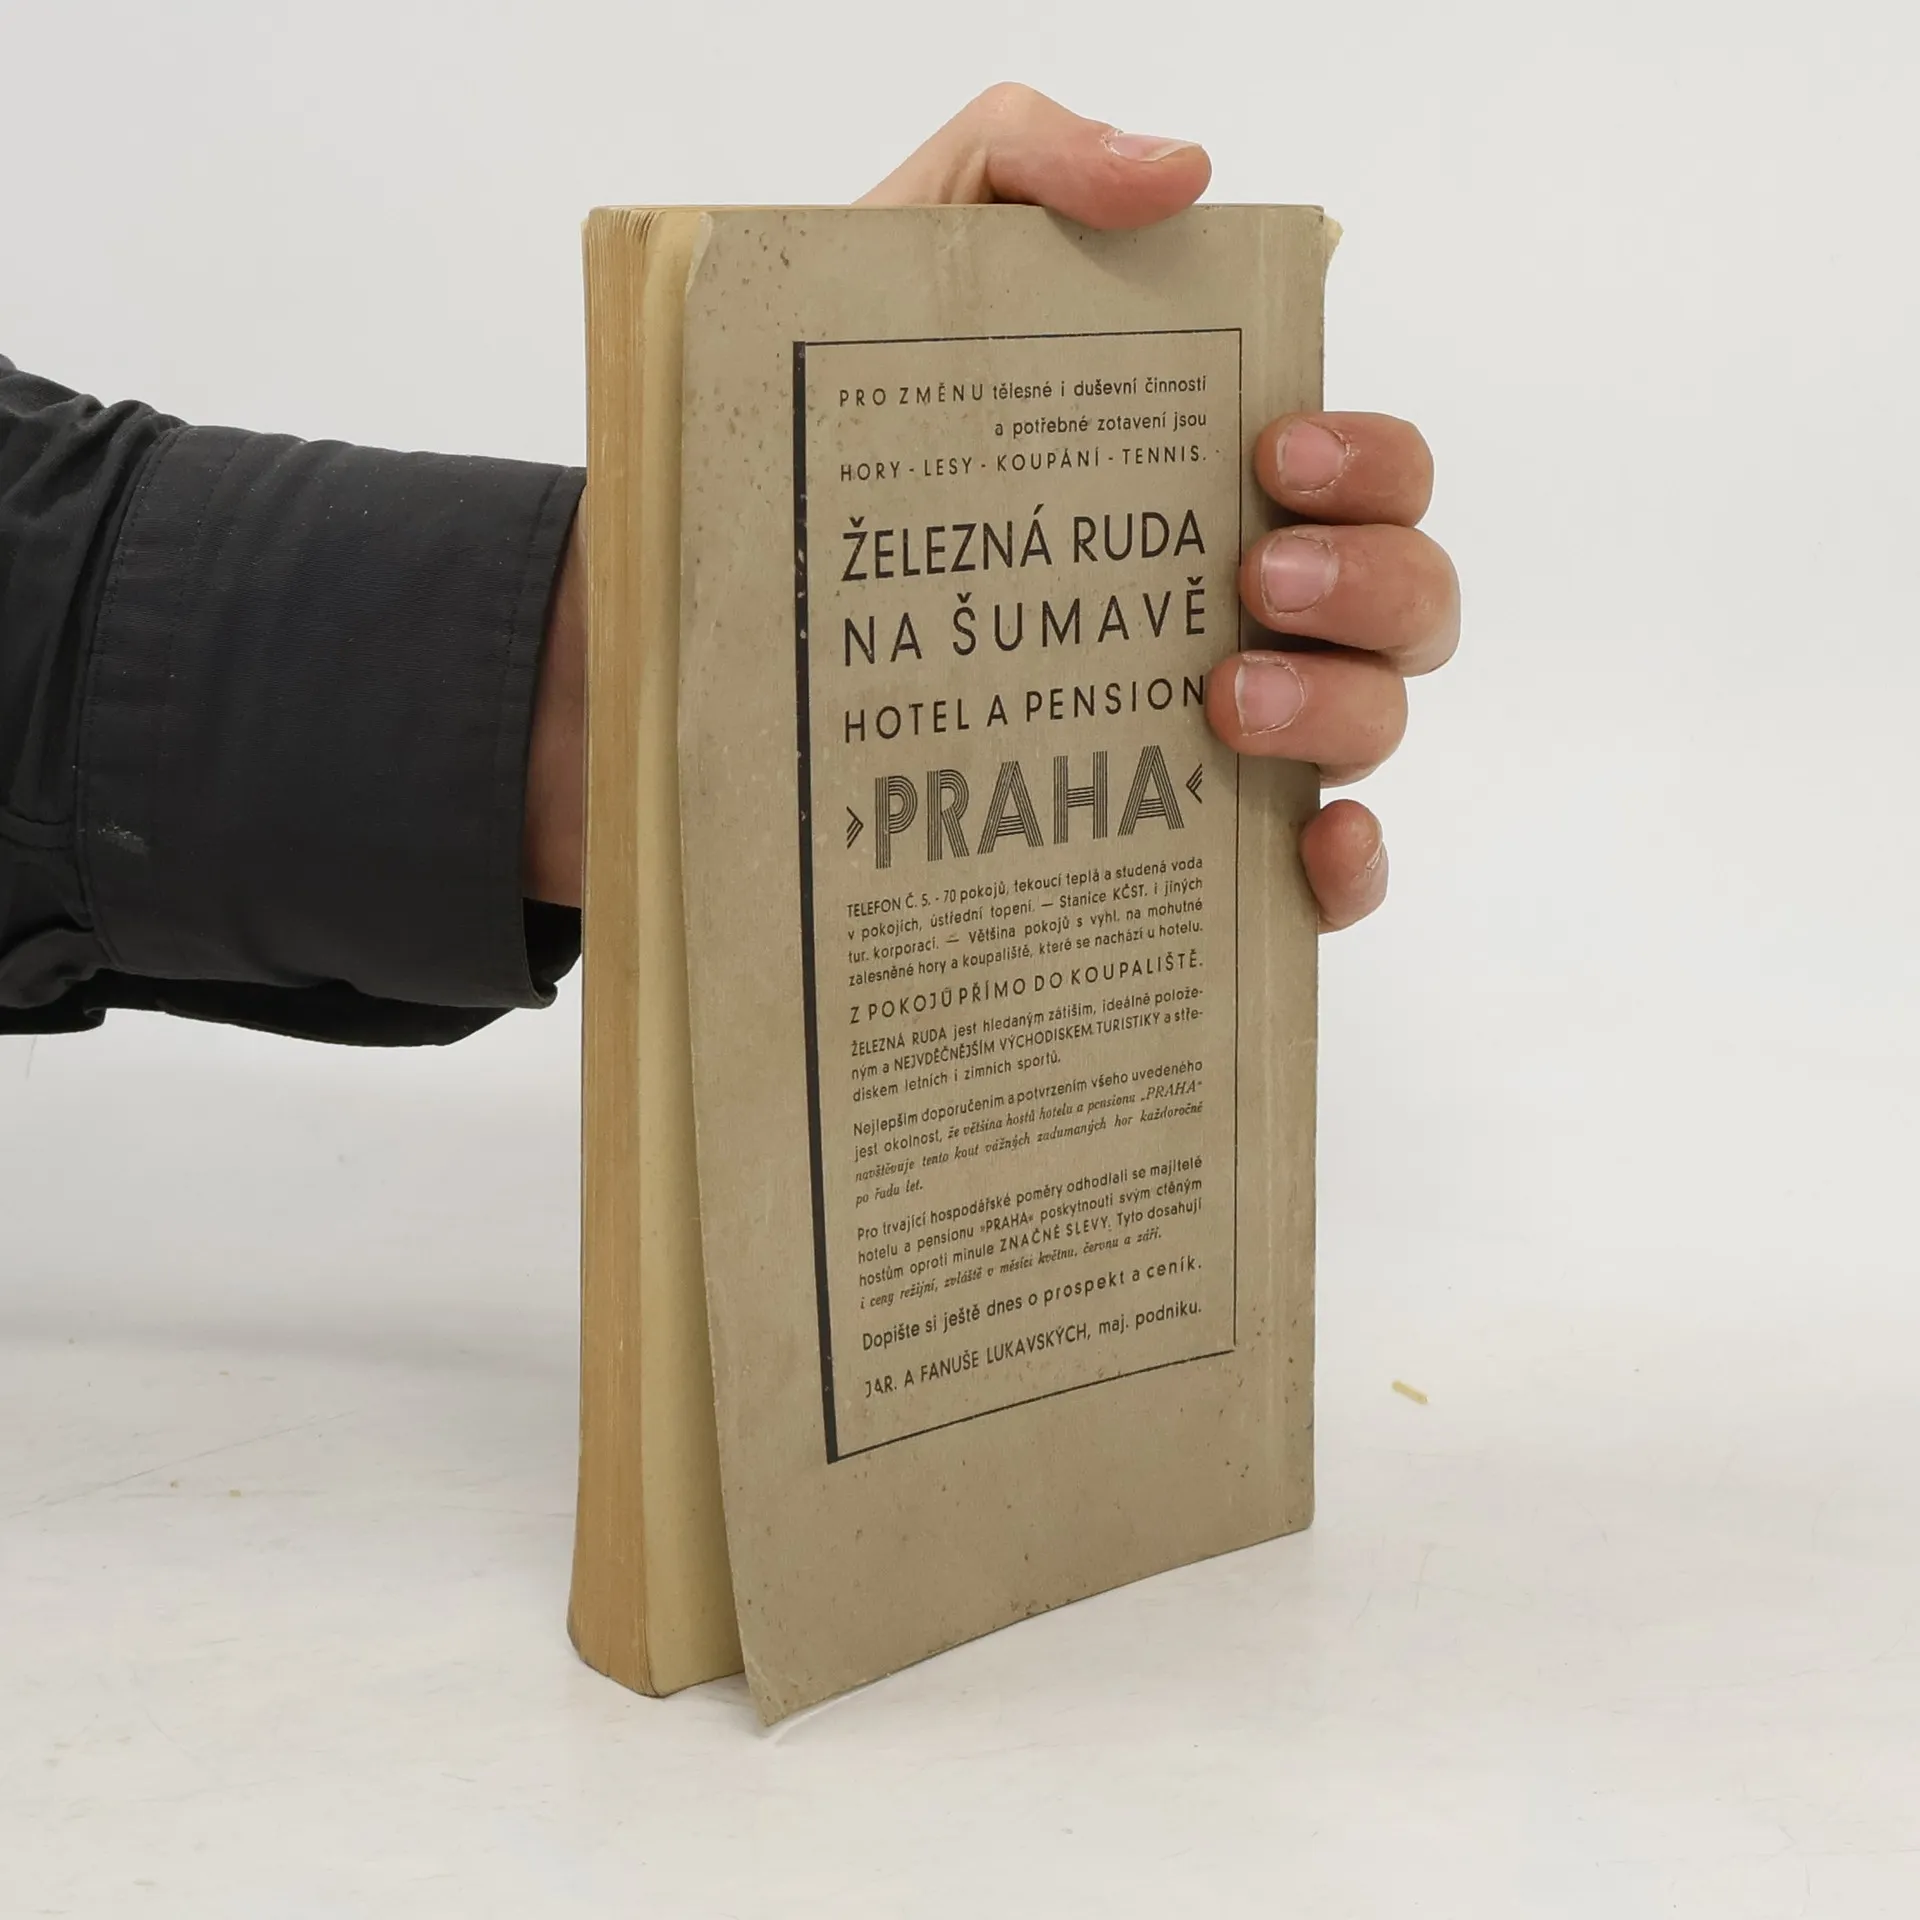 PRO ZMĚNU tělesné i duševní činnosti
a potřebné zotavení jsou
HORY - LESY - KOUPÁNÍ - TENNIS.
ŽELEZNÁ RUDA
NA ŠUMAVĚ
HOTEL A PENSION
›PRAHA‹
TELEFON Č. 5. - 70 pokojů, tekoucí teplá a studená voda
v pokojích, ústřední topení. — Stanice KČST. i jiných
tur. korporací. — Většina pokojů s vyhl. na mohutné
zalesněné hory a koupaliště, které se nachází u hotelu.
Z POKOJŮ PŘÍMO DO KOUPALIŠTĚ.
ŽELEZNÁ RUDA jest hledaným zátiším, ideálně polože-
ným a NEJVDĚČNĚJŠÍM VÝCHODISKEM TURISTIKY a stře-
diskem letních i zimních sportů.
Nejlepším doporučením a potvrzením všeho uvedeného
jest okolnost, že většina hostů hotelu a pensionu „PRAHA"
navštěvuje tento kout vážných zadumaných hor každoročně
po řadu let.
Pro trvající hospodářské poměry odhodlali se majitelé
hotelu a pensionu »PRAHA« poskytnouti svým ctěným
hostům oproti minule ZNAČNÉ SLEVY. Tyto dosahují
i ceny režijní, zvláště v měsíci květnu, červnu a září.
Dopište si ještě dnes o prospekt a ceník.
JAR. A FANUŠE LUKAVSKÝCH, maj. podniku.